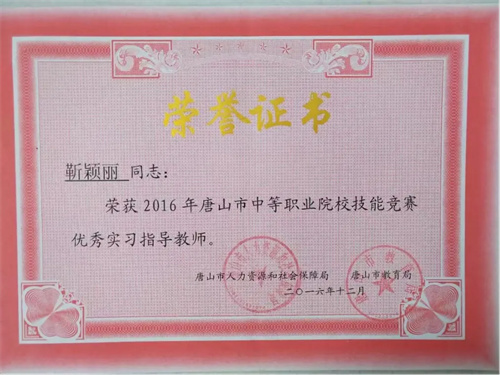 荣誉证书
靳颖丽 同志：
荣获2016年唐山市中等职业院校技能竞赛
优秀实习指导教师。
唐山市人力资源和社会保障局 唐山市教育局
二〇一六年十二月